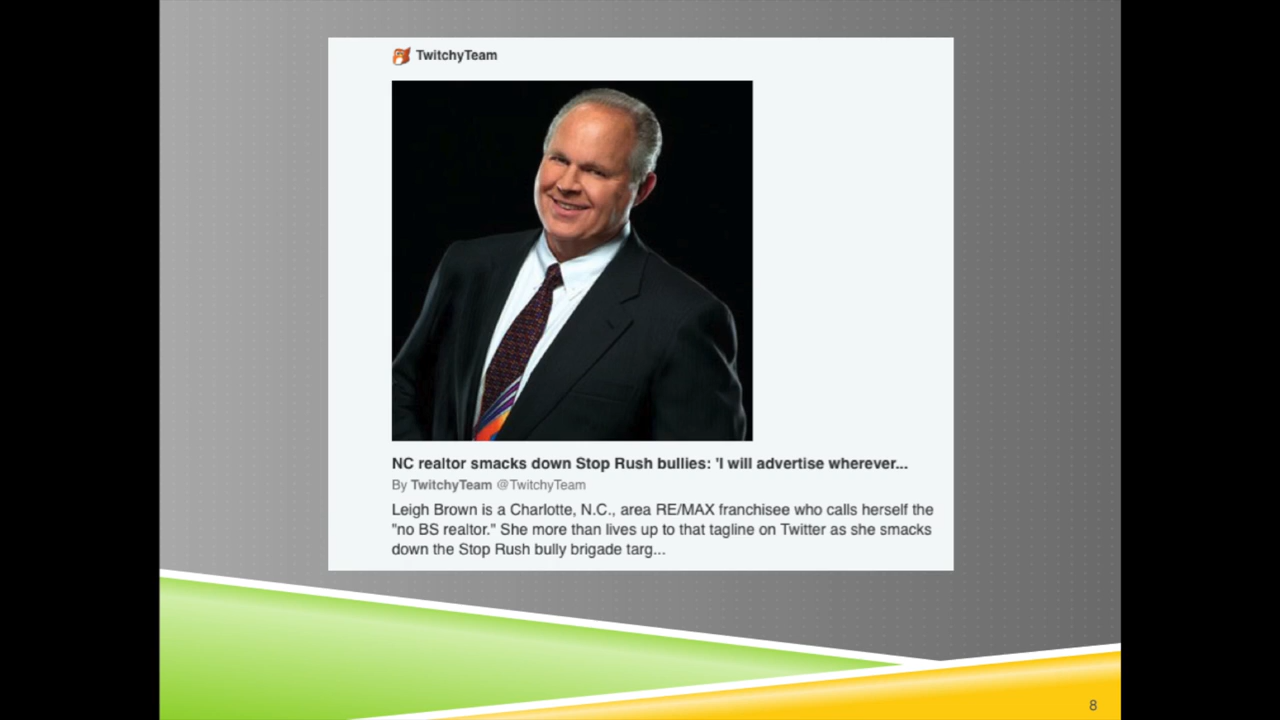 TwitchyTeam
NC realtor smacks down Stop Rush bullies: 'I will advertise wherever...
By TwitchyTeam @TwitchyTeam
Leigh Brown is a Charlotte, N.C., area RE/MAX franchisee who calls herself the
"no BS realtor." She more than lives up to that tagline on Twitter as she smacks
down the Stop Rush bully brigade targ...
8